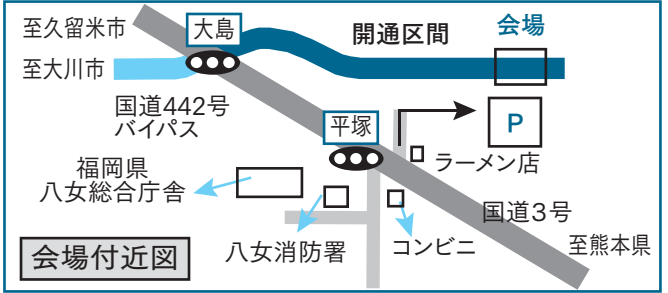 至久留米市
大島
開通区間
会場
至大川市
国道442号
バイパス
平塚
P
ラーメン店
福岡県
八女総合庁舎
国道3号
八女消防署
コンビニ
至熊本県
会場付近図